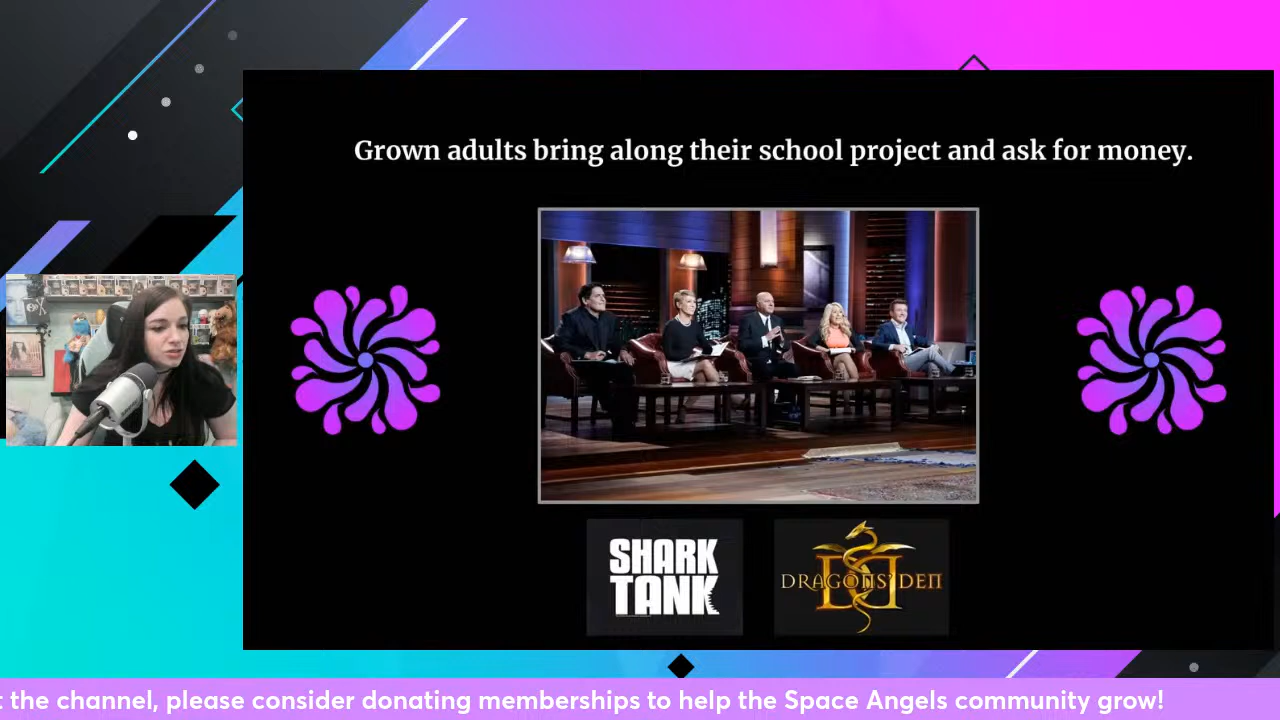 Grown adults bring along their school project and ask for money.
SHARK
TANK
DRAGONS' DEN
the channel, please consider donating memberships to help the Space Angels community grow!